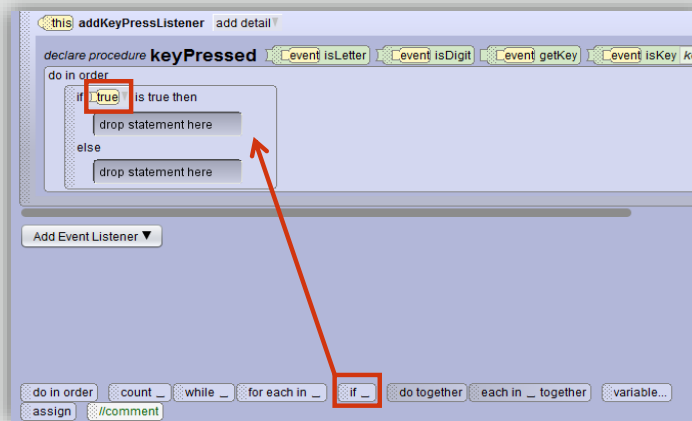 this addKeyPressListener add detail
declare procedure keyPressed event isLetter event isDigit event getKey event isKey
do in order
if true is true then
drop statement here
else
drop statement here
Add Event Listener
do in order count _ while _ for each in _ if _ do together each in _ together variable...
assign //comment